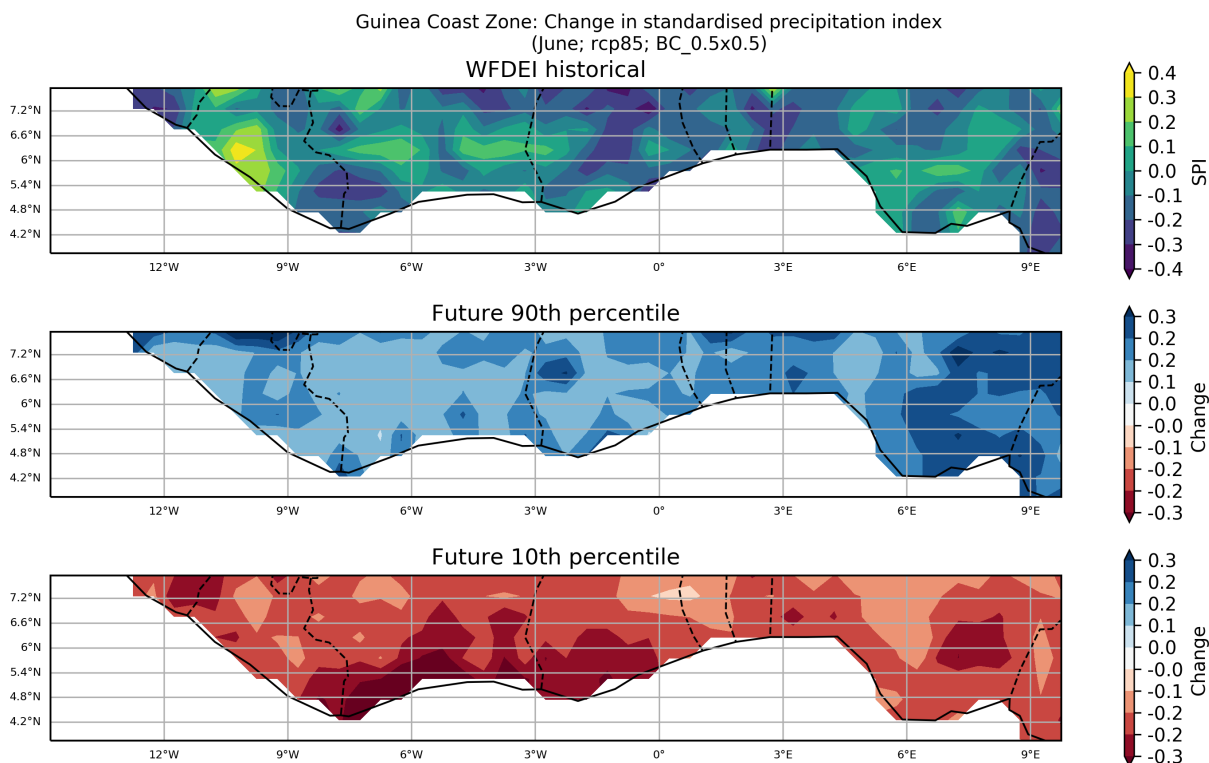 Guinea Coast Zone: Change in standardised precipitation index
(June; rcp85; BC_0.5x0.5)
WFDEI historical
7.2°N
6.6°N
6°N
5.4°N
4.8°N
4.2°N
12°W 9°W 6°W 3°W 0° 3°E 6°E 9°E
0.4
0.3
0.2
0.1
0.0
-0.1
-0.2
-0.3
-0.4
SPI
Future 90th percentile
7.2°N
6.6°N
6°N
5.4°N
4.8°N
4.2°N
12°W 9°W 6°W 3°W 0° 3°E 6°E 9°E
0.3
0.2
0.2
0.1
0.0
-0.0
-0.1
-0.2
-0.2
-0.3
Change
Future 10th percentile
7.2°N
6.6°N
6°N
5.4°N
4.8°N
4.2°N
12°W 9°W 6°W 3°W 0° 3°E 6°E 9°E
0.3
0.2
0.2
0.1
0.0
-0.0
-0.1
-0.2
-0.2
-0.3
Change